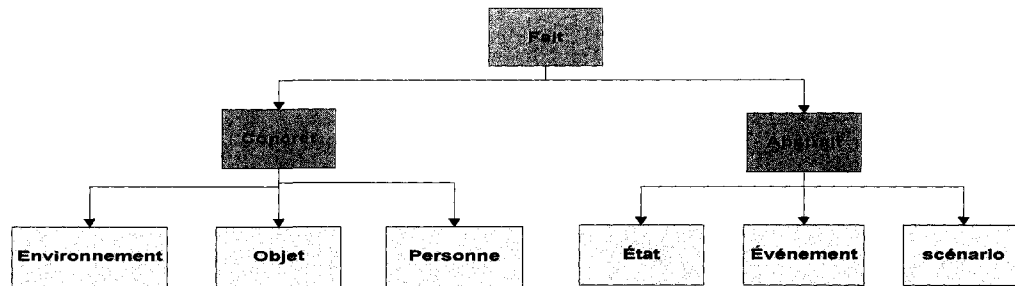 Fait
Concret
Abstrait
Environnement
Objet
Personne
État
Événement
scénario